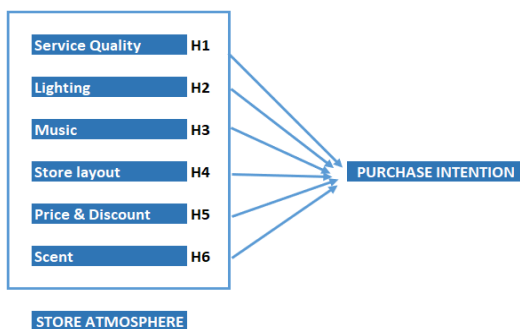 Service Quality H1
Lighting H2
Music H3
Store layout H4
PURCHASE INTENTION
Price & Discount H5
Scent H6
STORE ATMOSPHERE